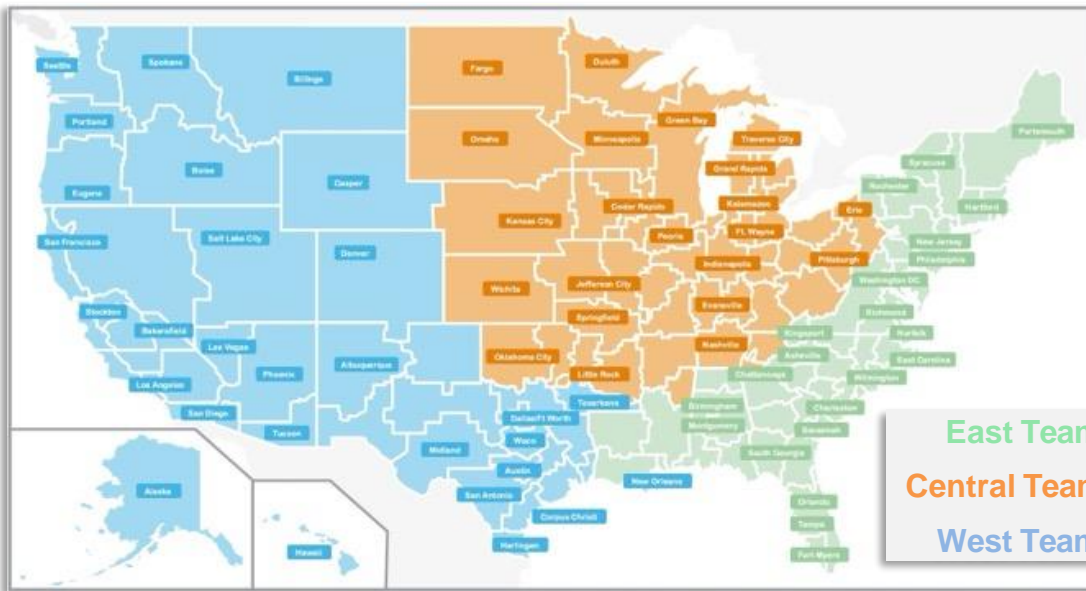 Seattle
Spokane
Billings
Fargo
Duluth
Portland
Green Bay
Portsmouth
Omaha
Minneapolis
Traverse City
Boise
Syracuse
Grand Rapids
Casper
Rochester
Eugene
Cedar Rapids
Kalamazoo
Erie
Hartford
Kansas City
San Francisco
Salt Lake City
Peoria
Ft. Wayne
New Jersey
Denver
Indianapolis
Pittsburgh
Philadelphia
Wichita
Jefferson City
Washington DC
Evansville
Stockton
Springfield
Richmond
Bakersfield
Kingsport
Norfolk
Las Vegas
Nashville
Oklahoma City
Asheville
East Carolina
Albuquerque
Phoenix
Little Rock
Chattanooga
Wilmington
Los Angeles
Texarkana
Birmingham
Charleston
San Diego
Dallas/Ft Worth
Montgomery
Savannah
Tucson
Waco
Midland
South Georgia
East Team
Austin
New Orleans
Central Team
Alaska
San Antonio
Orlando
Corpus Christi
Tampa
West Team
Hawaii
Harlingen
Fort Myers